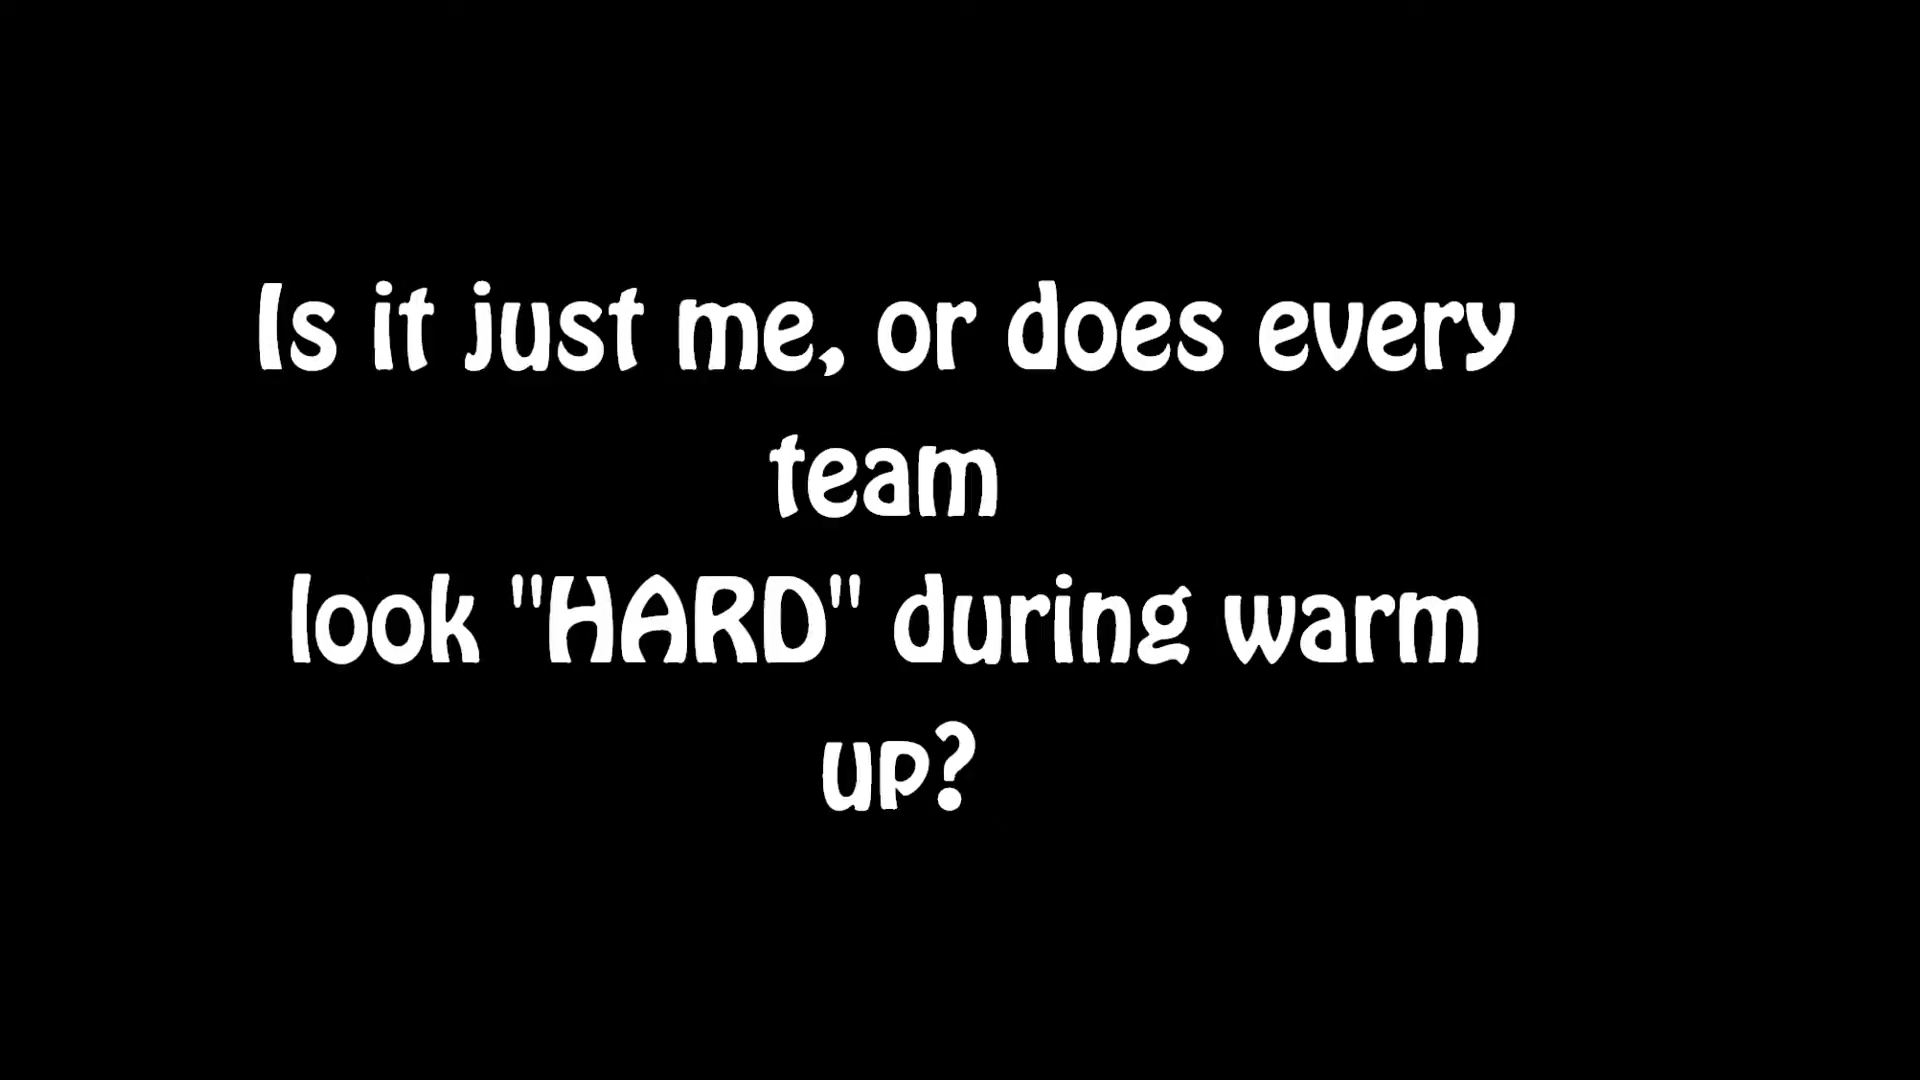 Is it just me, or does every
team
look "HARD" during warm
up?